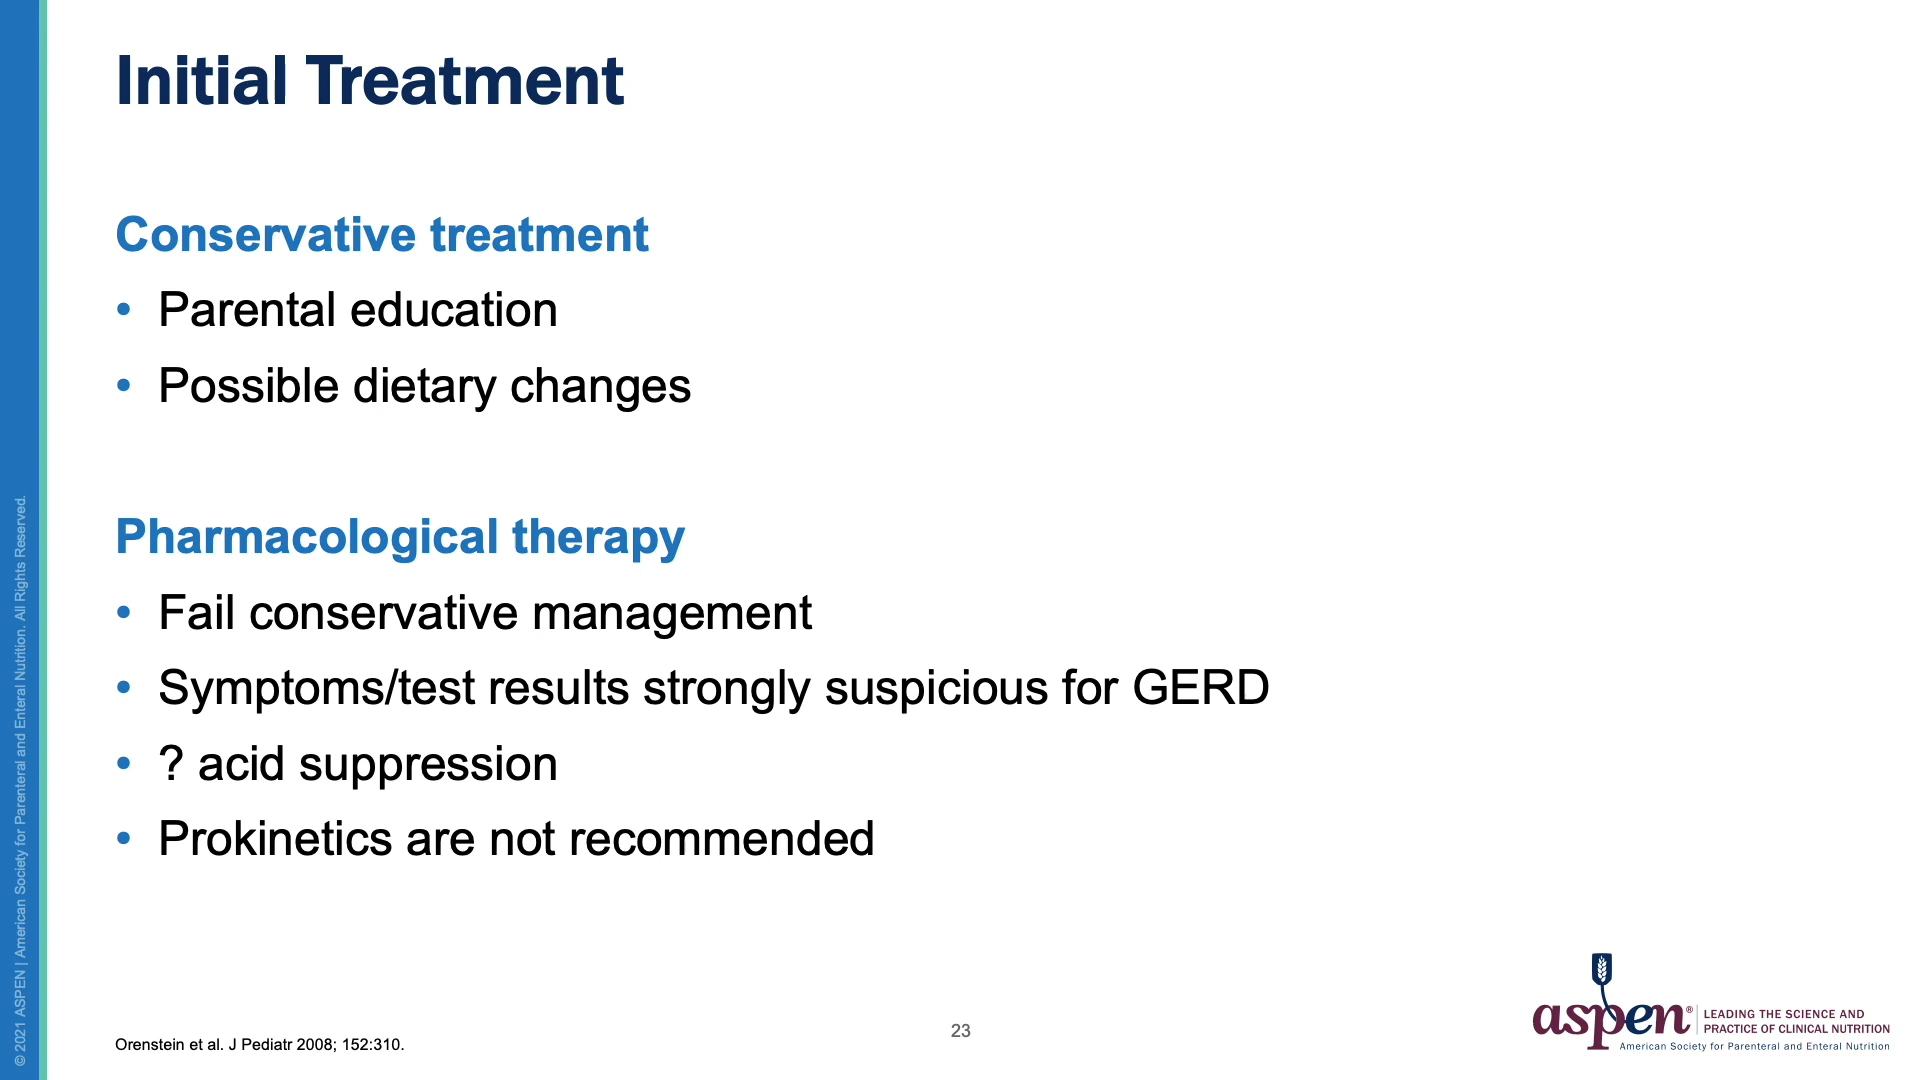 Initial Treatment
Conservative treatment
• Parental education
• Possible dietary changes
Pharmacological therapy
• Fail conservative management
• Symptoms/test results strongly suspicious for GERD
• ? acid suppression
• Prokinetics are not recommended
Orenstein et al. J Pediatr 2008; 152:310.
23
aspen®
LEADING THE SCIENCE AND
PRACTICE OF CLINICAL NUTRITION
American Society for Parenteral and Enteral Nutrition
© 2021 ASPEN | American Society for Parenteral and Enteral Nutrition. All Rights Reserved.